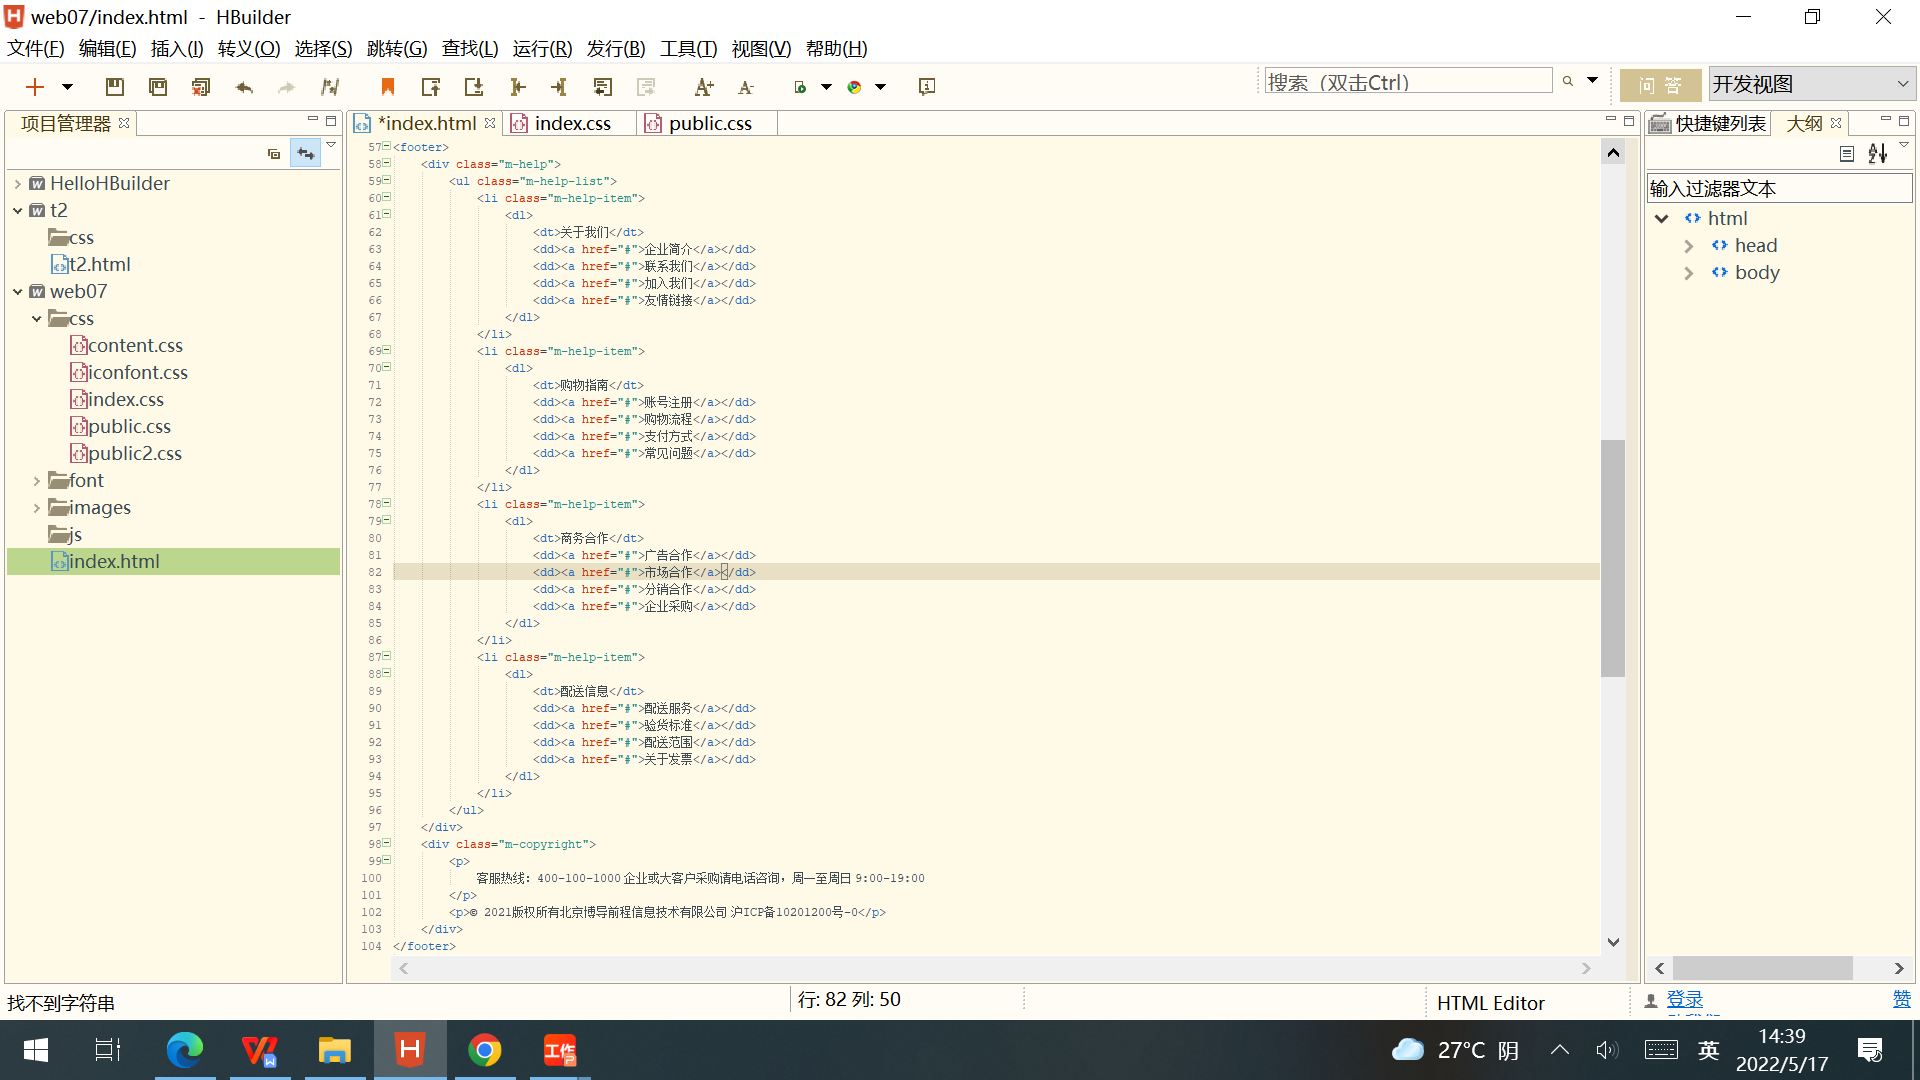 web07/index.html - HBuilder
文件(F) 编辑(E) 插入(I) 转义(O) 选择(S) 跳转(G) 查找(L) 运行(R) 发行(B) 工具(T) 视图(V) 帮助(H)
搜索（双击Ctrl）
问 答
开发视图
项目管理器
*index.html
index.css
public.css
快捷键列表
大纲
HelloHBuilder
t2
css
t2.html
web07
css
content.css
iconfont.css
index.css
public.css
public2.css
font
images
js
index.html
57 <footer>
58 <div class="m-help">
59 <ul class="m-help-list">
60 <li class="m-help-item">
61 <dl>
62 <dt>关于我们</dt>
63 <dd><a href="#">企业简介</a></dd>
64 <dd><a href="#">联系我们</a></dd>
65 <dd><a href="#">加入我们</a></dd>
66 <dd><a href="#">友情链接</a></dd>
67 </dl>
68 </li>
69 <li class="m-help-item">
70 <dl>
71 <dt>购物指南</dt>
72 <dd><a href="#">账号注册</a></dd>
73 <dd><a href="#">购物流程</a></dd>
74 <dd><a href="#">支付方式</a></dd>
75 <dd><a href="#">常见问题</a></dd>
76 </dl>
77 </li>
78 <li class="m-help-item">
79 <dl>
80 <dt>商务合作</dt>
81 <dd><a href="#">广告合作</a></dd>
82 <dd><a href="#">市场合作</a></dd>
83 <dd><a href="#">分销合作</a></dd>
84 <dd><a href="#">企业采购</a></dd>
85 </dl>
86 </li>
87 <li class="m-help-item">
88 <dl>
89 <dt>配送信息</dt>
90 <dd><a href="#">配送服务</a></dd>
91 <dd><a href="#">验货标准</a></dd>
92 <dd><a href="#">配送范围</a></dd>
93 <dd><a href="#">关于发票</a></dd>
94 </dl>
95 </li>
96 </ul>
97 </div>
98 <div class="m-copyright">
99 <p>
100 客服热线：400-100-1000 企业或大客户采购请电话咨询，周一至周日 9:00-19:00
101 </p>
102 <p>© 2021版权所有北京博导前程信息技术有限公司 沪ICP备10201200号-0</p>
103 </div>
104 </footer>
输入过滤器文本
html
head
body
找不到字符串
行: 82 列: 50
HTML Editor
登录
赞
27°C 阴
英
14:39
2022/5/17